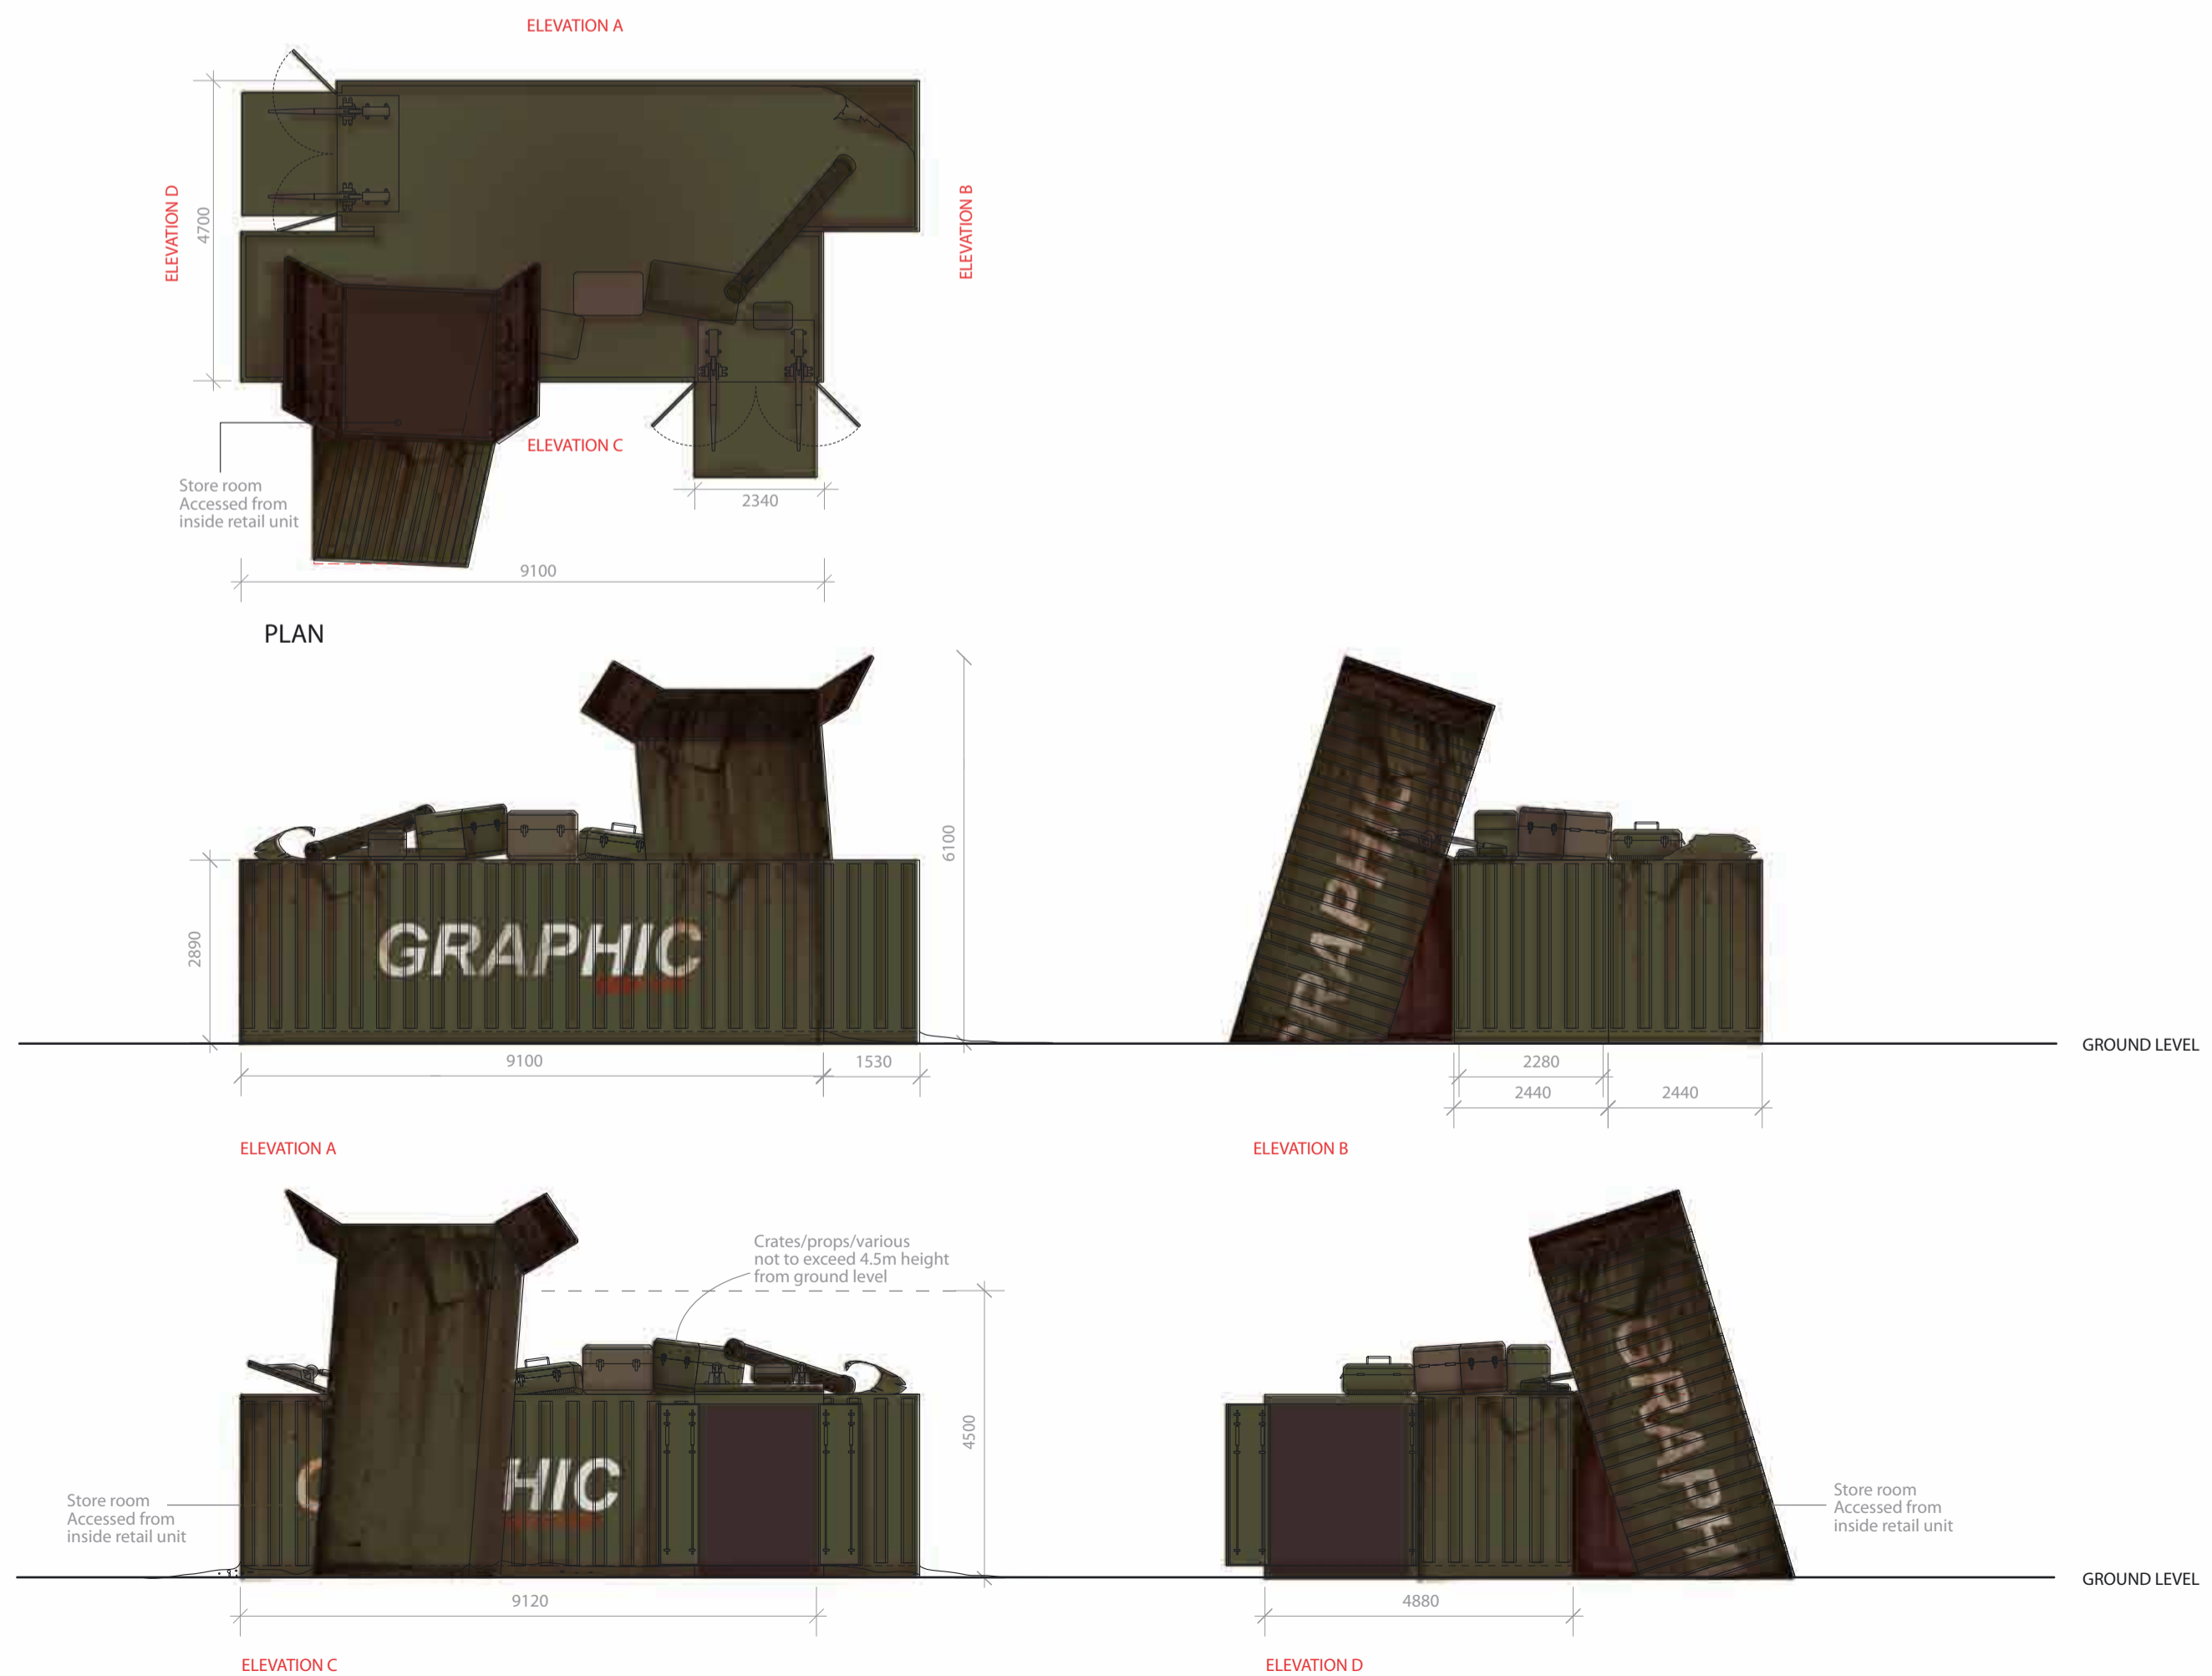 ELEVATION A
ELEVATION D
4700
ELEVATION B
ELEVATION C
Store room
Accessed from
inside retail unit
2340
9100
PLAN
6100
2890
GRAPHIC
GRAPHIC
GROUND LEVEL
9100
1530
2280
2440
2440
ELEVATION A
ELEVATION B
Crates/props/various
not to exceed 4.5m height
from ground level
4500
HIC
GRAPH
Store room
Accessed from
inside retail unit
Store room
Accessed from
inside retail unit
GROUND LEVEL
9120
4880
ELEVATION C
ELEVATION D